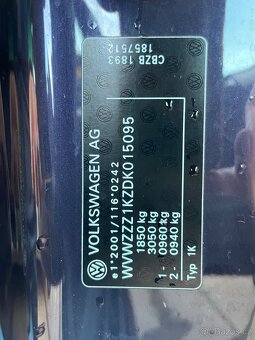 VOLKSWAGEN AG
e1*2001/116*0242
WVWZZZ1KZDK015095
1850 kg
3050 kg
1 - 0960 kg
2 - 0940 kg
Typ 1K
CBZB 1893
1857512